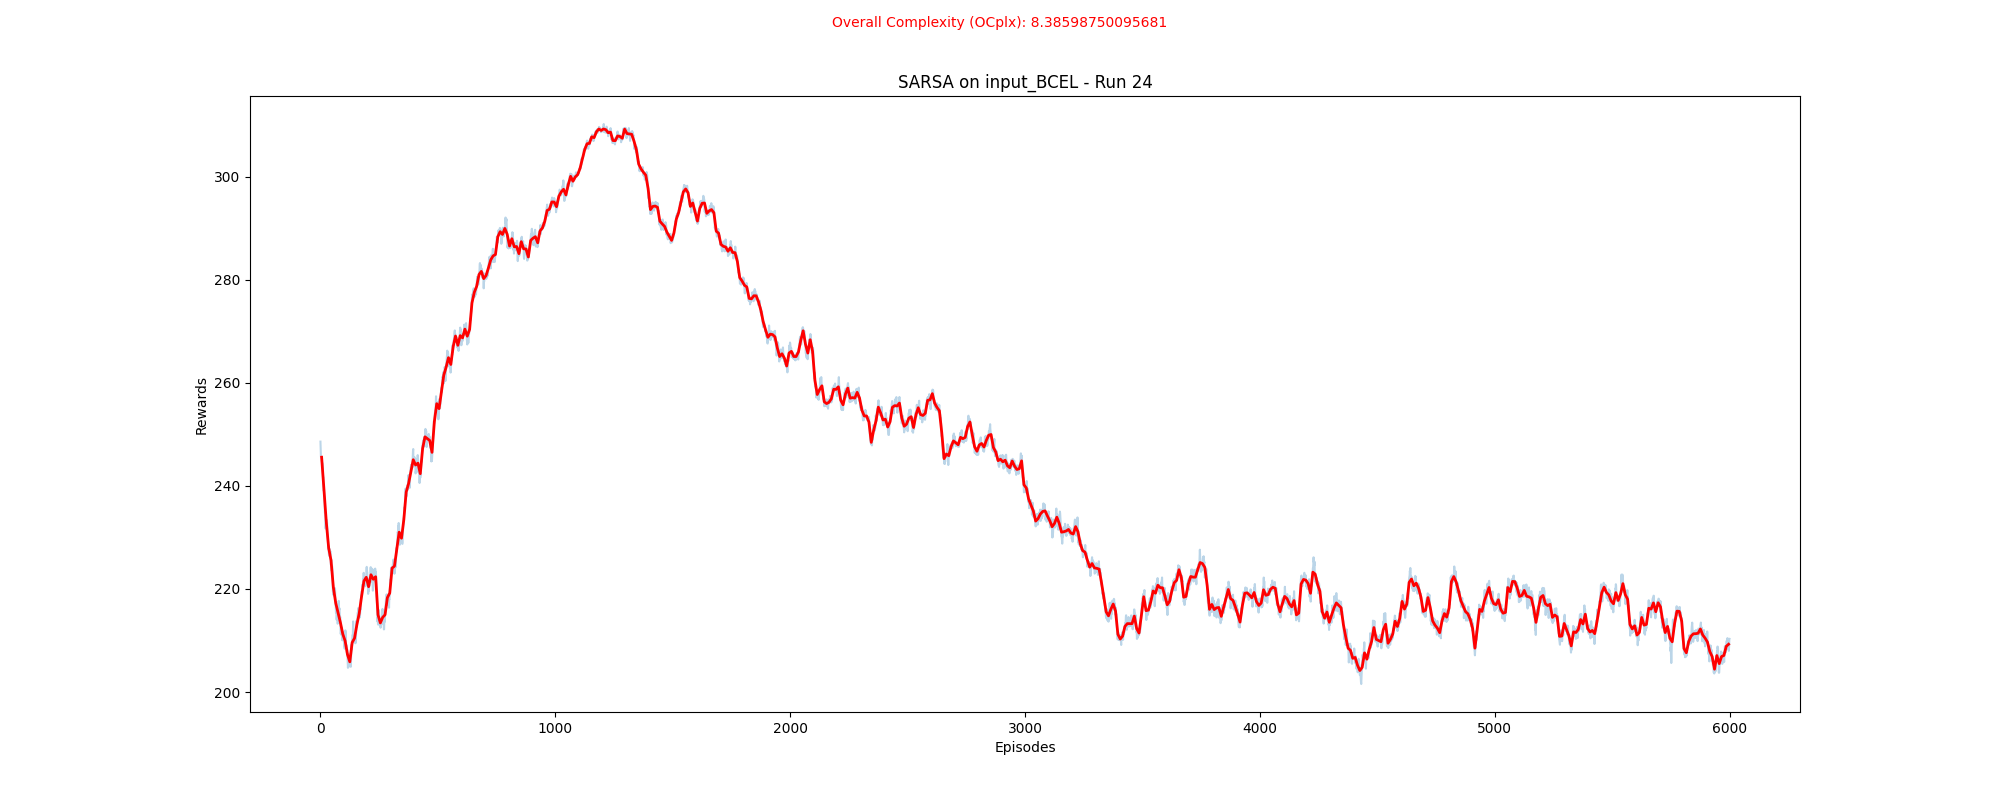 Overall Complexity (OCplx): 8.38598750095681
SARSA on input_BCEL - Run 24
Rewards
300
280
260
240
220
200
0 1000 2000 3000 4000 5000 6000
Episodes